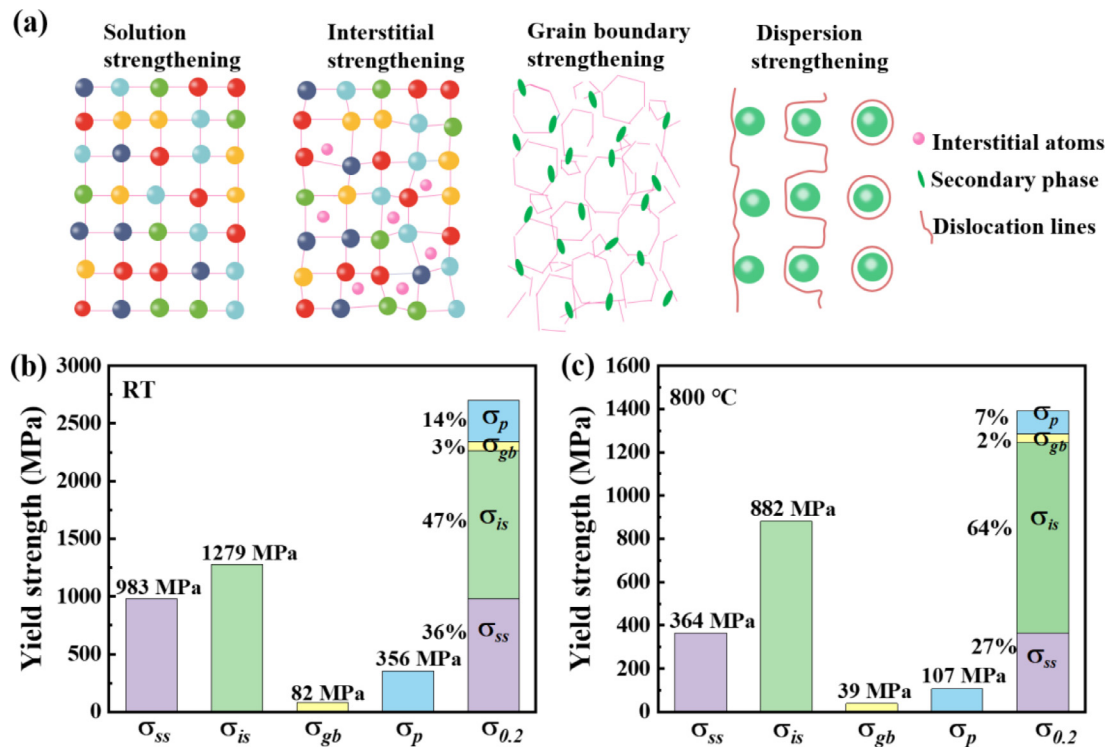 (a)
Solution
strengthening
Interstitial
strengthening
Grain boundary
strengthening
Dispersion
strengthening
Interstitial atoms
Secondary phase
Dislocation lines
(b)
RT
Yield strength (MPa)
3000
2500
2000
1500
1000
500
0
983 MPa
1279 MPa
82 MPa
356 MPa
14%
3%
47%
36%
σp
σgb
σis
σss
σss
σis
σgb
σp
σ0.2
(c)
800 °C
Yield strength (MPa)
1600
1400
1200
1000
800
600
400
200
0
364 MPa
882 MPa
39 MPa
107 MPa
7%
2%
64%
27%
σp
σgb
σis
σss
σss
σis
σgb
σp
σ0.2